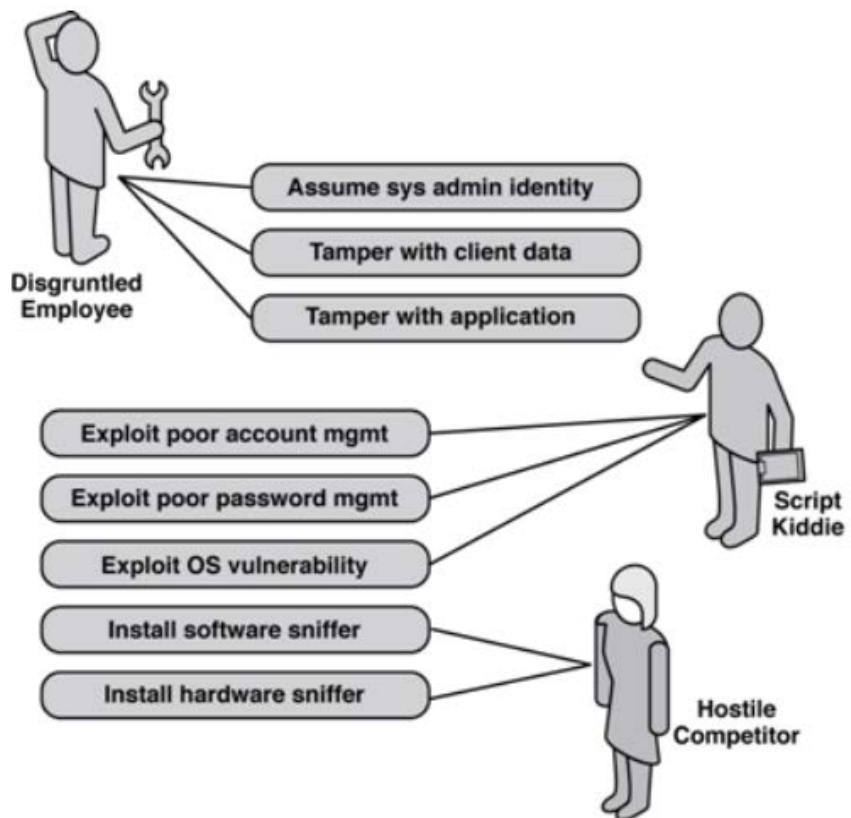 Assume sys admin identity
Tamper with client data
Disgruntled
Employee
Tamper with application
Exploit poor account mgmt
Exploit poor password mgmt
Script
Kiddie
Exploit OS vulnerability
Install software sniffer
Install hardware sniffer
Hostile
Competitor